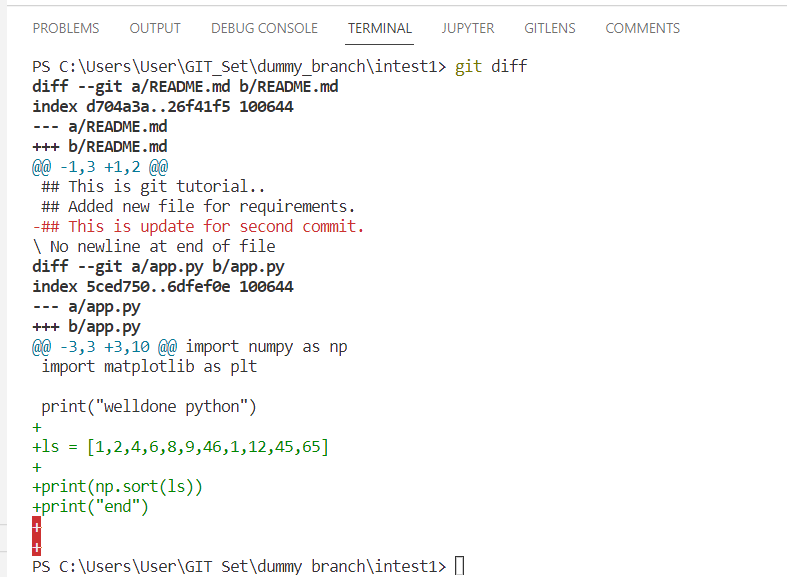 PROBLEMS OUTPUT DEBUG CONSOLE TERMINAL JUPYTER GITLENS COMMENTS
PS C:\Users\User\GIT_Set\dummy_branch\intest1> git diff
diff --git a/README.md b/README.md
index d704a3a..26f41f5 100644
--- a/README.md
+++ b/README.md
@@ -1,3 +1,2 @@
 ## This is git tutorial..
 ## Added new file for requirements.
-## This is update for second commit.
\ No newline at end of file
diff --git a/app.py b/app.py
index 5ced750..6dfef0e 100644
--- a/app.py
+++ b/app.py
@@ -3,3 +3,10 @@ import numpy as np
 import matplotlib as plt

 print("welldone python")
+
+ls = [1,2,4,6,8,9,46,1,12,45,65]
+
+print(np.sort(ls))
+print("end")
+
+
PS C:\Users\User\GIT_Set\dummy_branch\intest1>